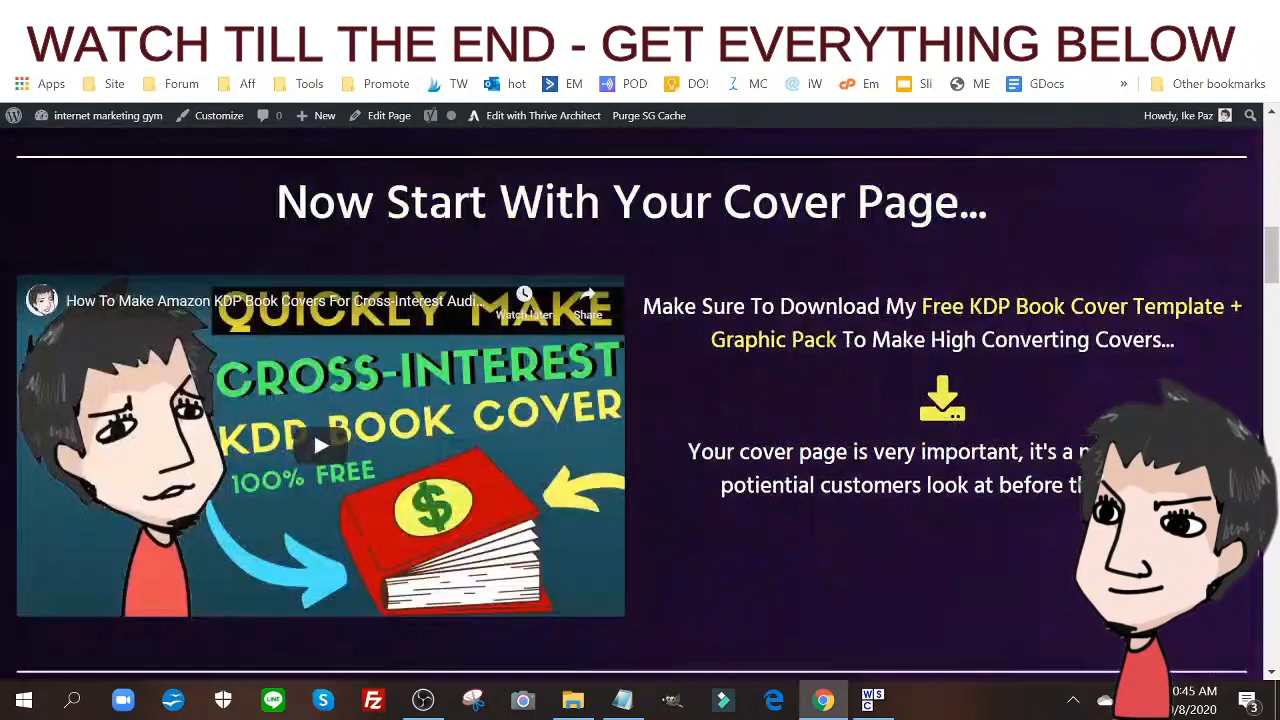 WATCH TILL THE END - GET EVERYTHING BELOW
Apps Site Forum Aff Tools Promote TW hot EM POD DO! MC iW Em Sli ME GDocs » Other bookmarks
internet marketing gym Customize 0 New Edit Page Edit with Thrive Architect Purge SG Cache Howdy, Ike Paz
Now Start With Your Cover Page...
How To Make Amazon KDP Book Covers For Cross-Interest Audi...
Watch later Share
QUICKLY MAKE
CROSS-INTEREST
KDP BOOK COVER
100% FREE
$
Make Sure To Download My Free KDP Book Cover Template +
Graphic Pack To Make High Converting Covers...
Your cover page is very important, it's a
potiential customers look at before
W S
C
0:45 AM
/8/2020
3